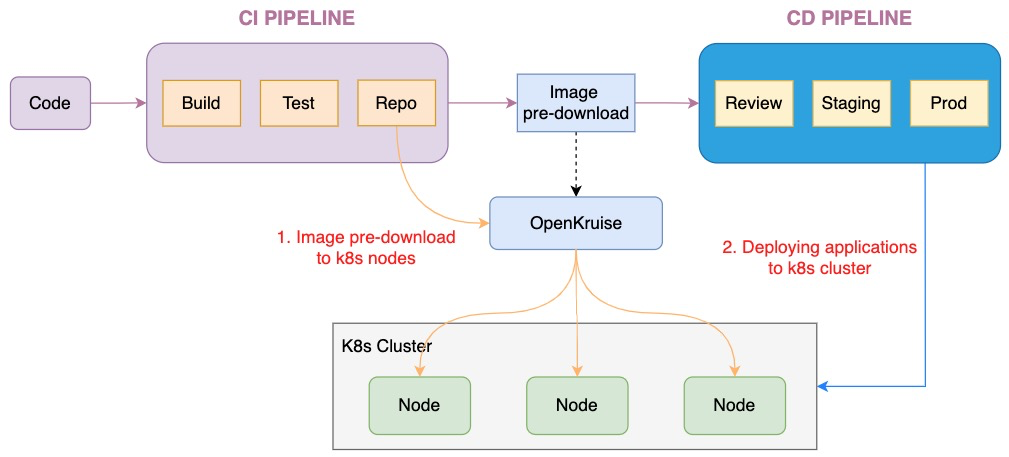 CI PIPELINE
CD PIPELINE
Code
Build
Test
Repo
Image
pre-download
Review
Staging
Prod
OpenKruise
1. Image pre-download
to k8s nodes
2. Deploying applications
to k8s cluster
K8s Cluster
Node
Node
Node